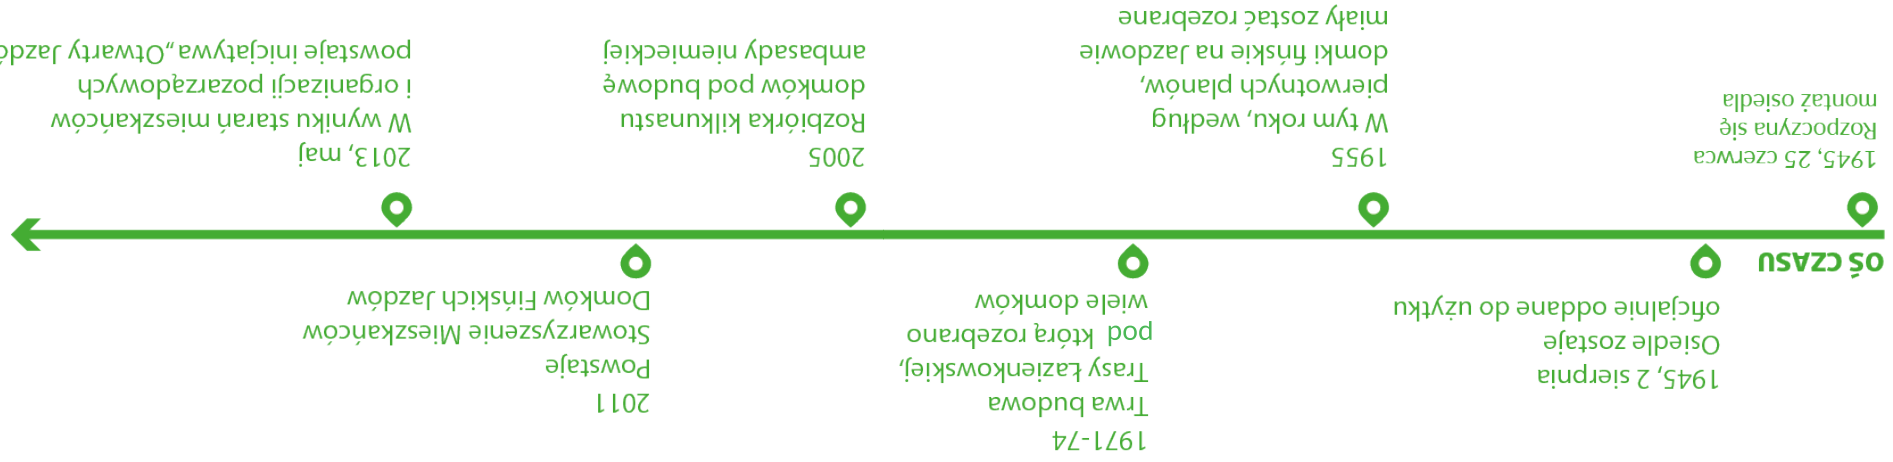 OŚ CZASU
1945, 25 czerwca
Rozpoczyna się
montaż osiedla
1945, 2 sierpnia
Osiedle zostaje
oficjalnie oddane do użytku
1955
W tym roku, według
pierwotnych planów,
domki fińskie na Jazdowie
miały zostać rozebrane
1971-74
Trwa budowa
Trasy Łazienkowskiej,
pod którą rozebrano
wiele domków
2005
Rozbiórka kilkunastu
domków pod budowę
ambasady niemieckiej
2011
Powstaje
Stowarzyszenie Mieszkańców
Domków Fińskich Jazdów
2013, maj
W wyniku starań mieszkańców
i organizacji pozarządowych
powstaje inicjatywa „Otwarty